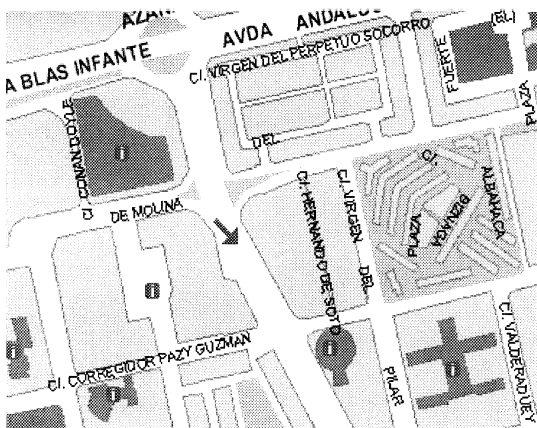 AVDA ANDALUC
A BLAS INFANTE
C/. VIRGEN DEL PERPETUO SOCORRO
FUERTE
(EL)
PLAZA
C/. CONAN DOYLE
DEL
C/.
DE MOLINA
C/. HERNANDO DE SOTO
C/. VIRGEN
DEL
PILAR
PLAZA
ALBAHACA
C/. CORREGIDOR PAZ Y GUZMAN
C/. VALDERADUEY